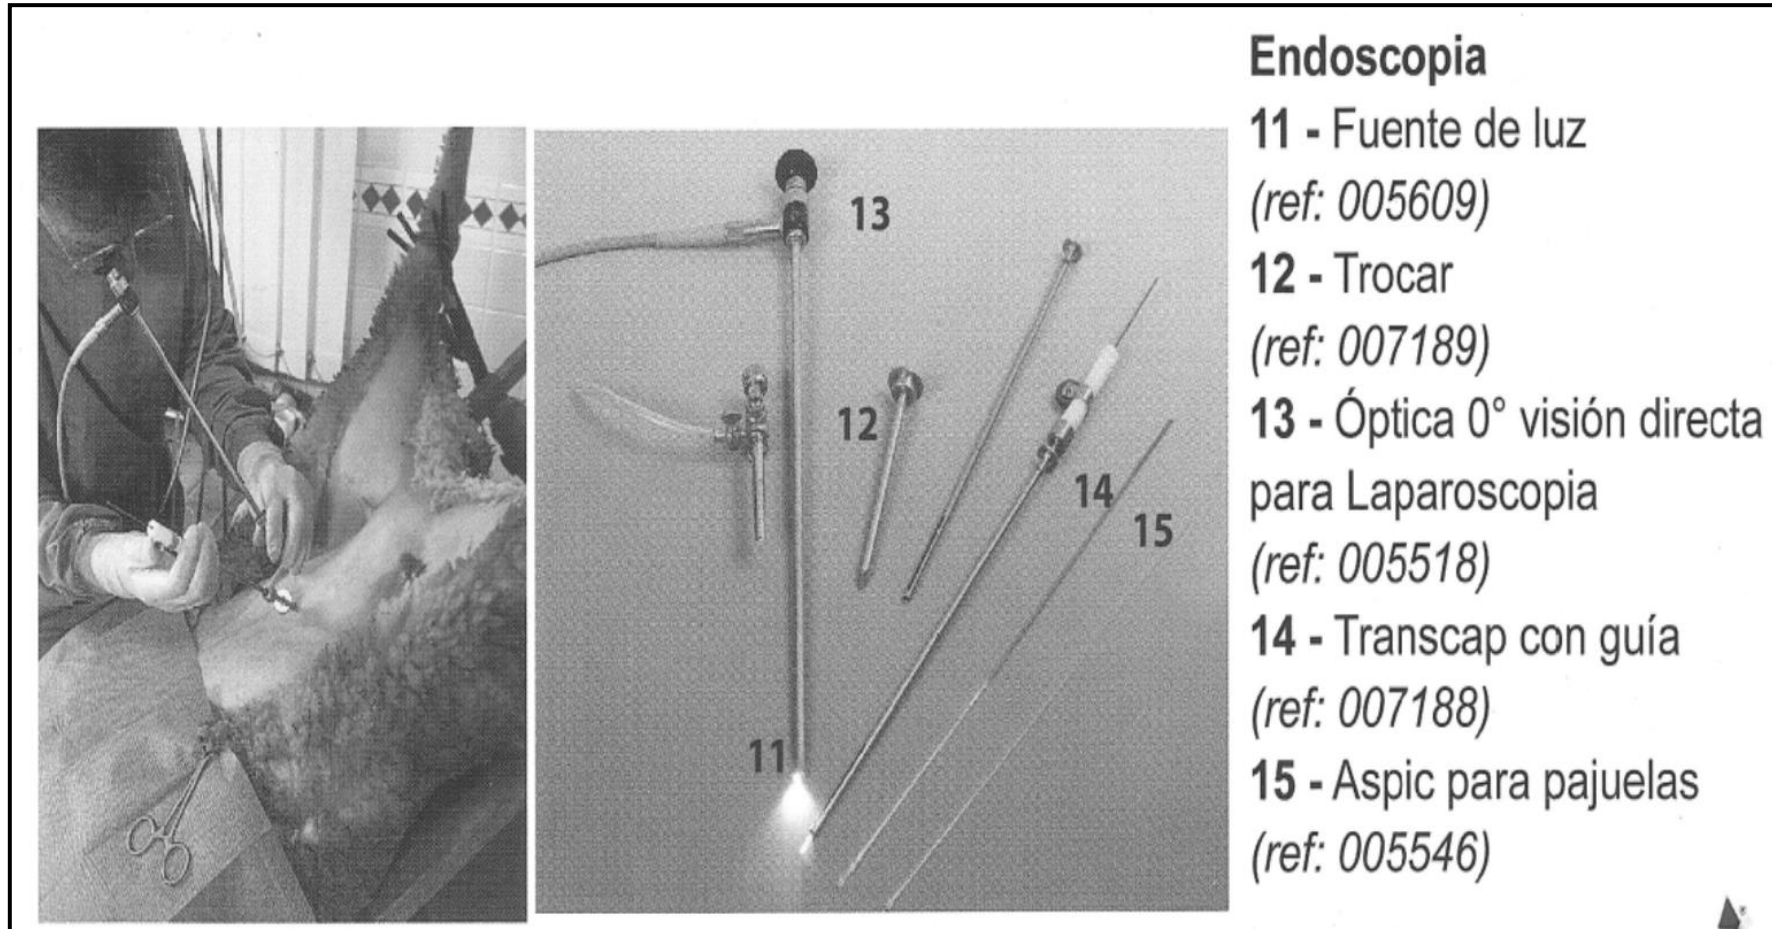 Endoscopia
11 - Fuente de luz
(ref: 005609)
12 - Trocar
(ref: 007189)
13 - Óptica 0° visión directa
para Laparoscopia
(ref: 005518)
14 - Transcap con guía
(ref: 007188)
15 - Aspic para pajuelas
(ref: 005546)
13
12
14
15
11